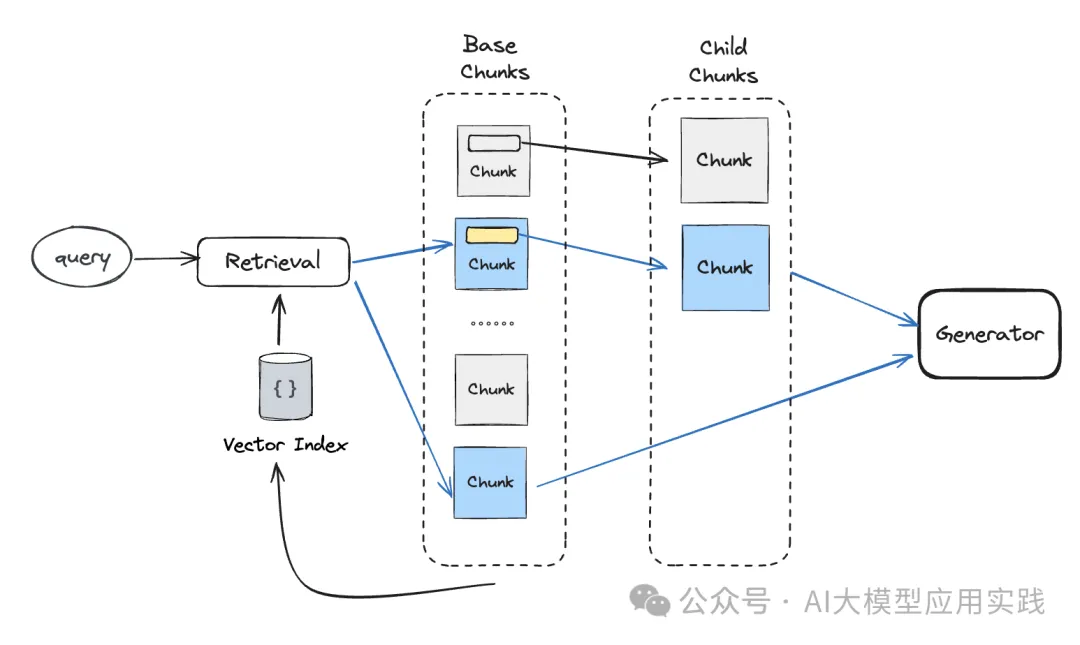 Base
Chunks
Child
Chunks
Chunk
Chunk
query
Retrieval
Chunk
Chunk
......
Generator
{ }
Chunk
Vector Index
Chunk
公众号 · AI大模型应用实践